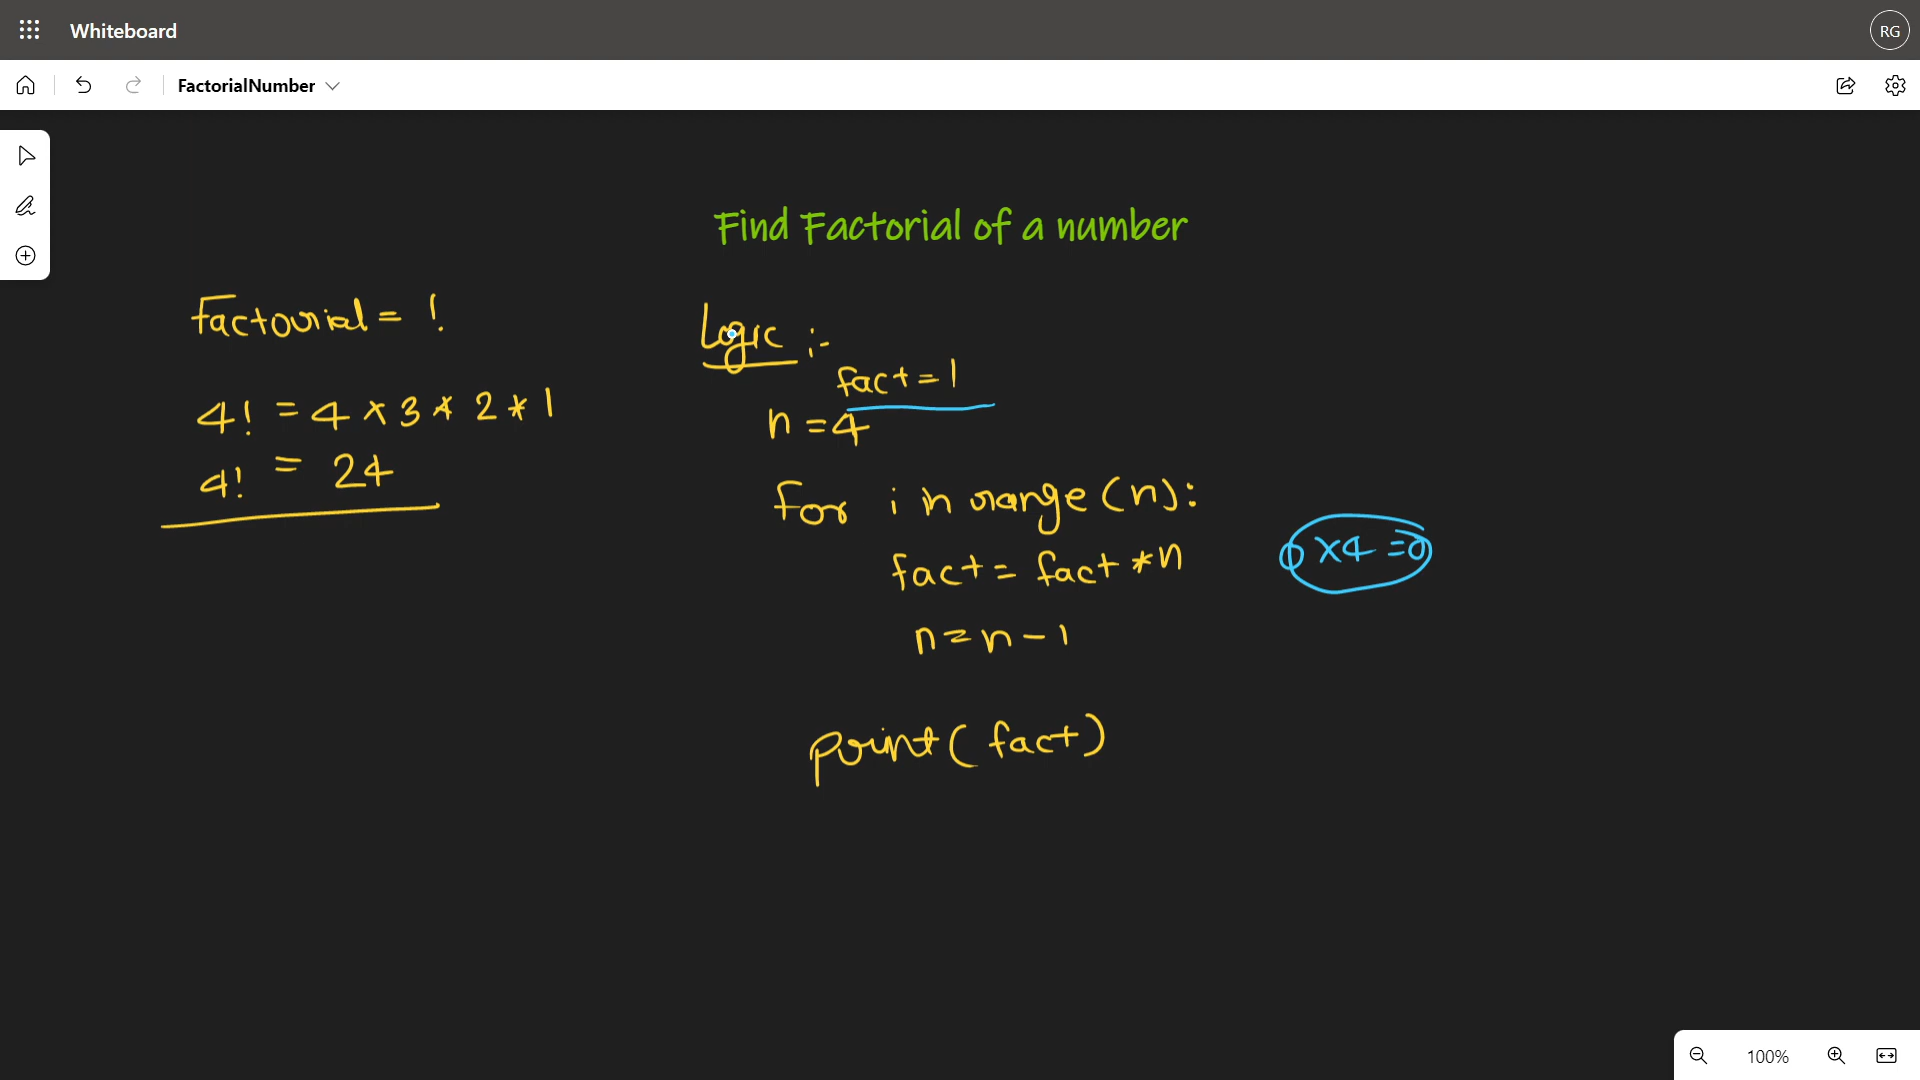 Whiteboard
RG
FactorialNumber
Find Factorial of a number
Factorial = !
4! = 4 × 3 * 2 * 1
4! = 24
Logic :-
fact = 1
n = 4
for i in range (n):
fact = fact * n
n = n - 1
print( fact )
0 × 4 = 0
100%